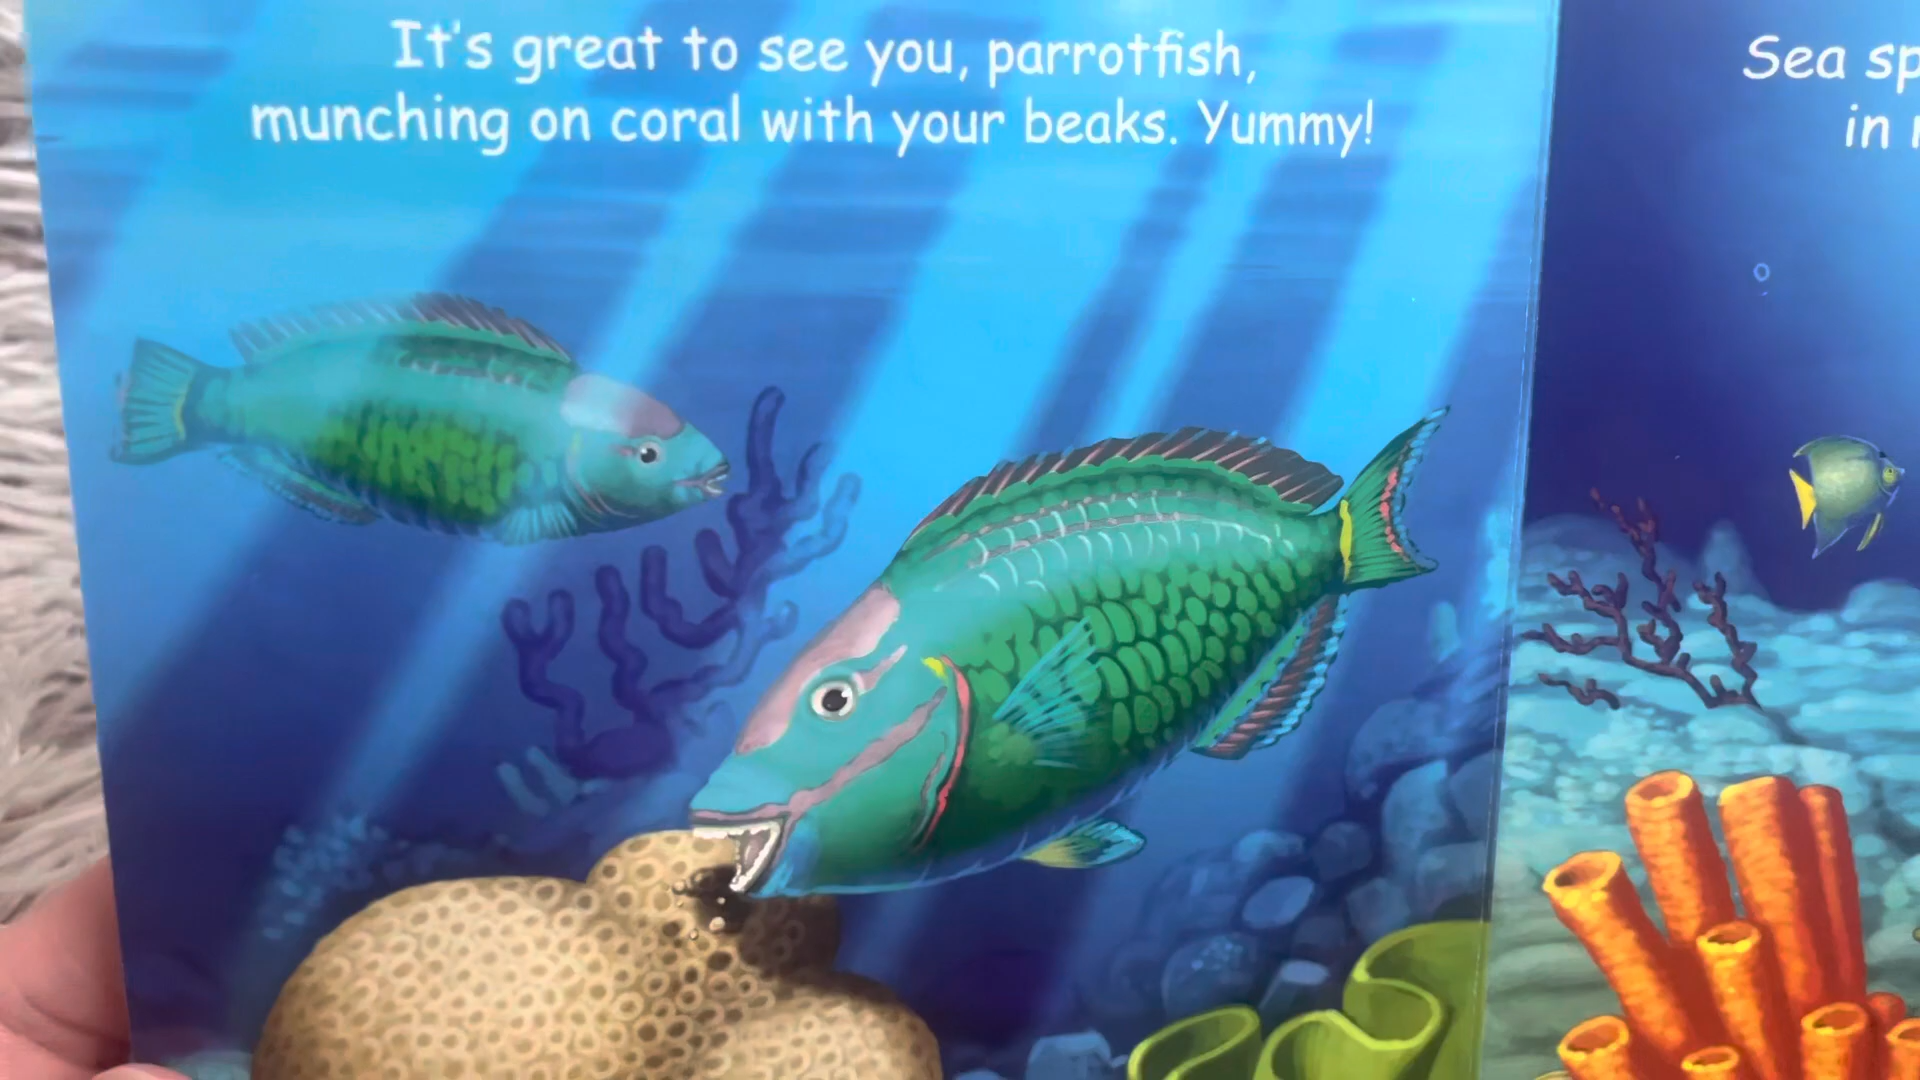 It's great to see you, parrotfish,
munching on coral with your beaks. Yummy!
Sea
in